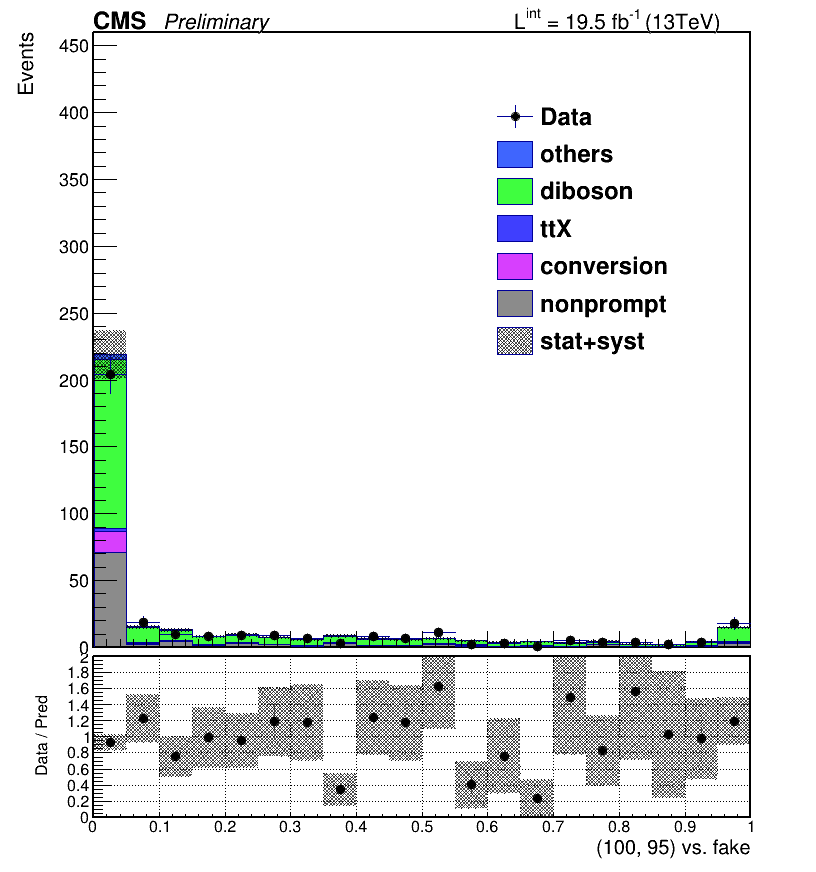 CMS Preliminary L^int = 19.5 fb^-1 (13TeV)
Events
450
400
350
300
250
200
150
100
50
0
Data
others
diboson
ttX
conversion
nonprompt
stat+syst
Data / Pred
2
1.8
1.6
1.4
1.2
1
0.8
0.6
0.4
0.2
0
0 0.1 0.2 0.3 0.4 0.5 0.6 0.7 0.8 0.9 1
(100, 95) vs. fake